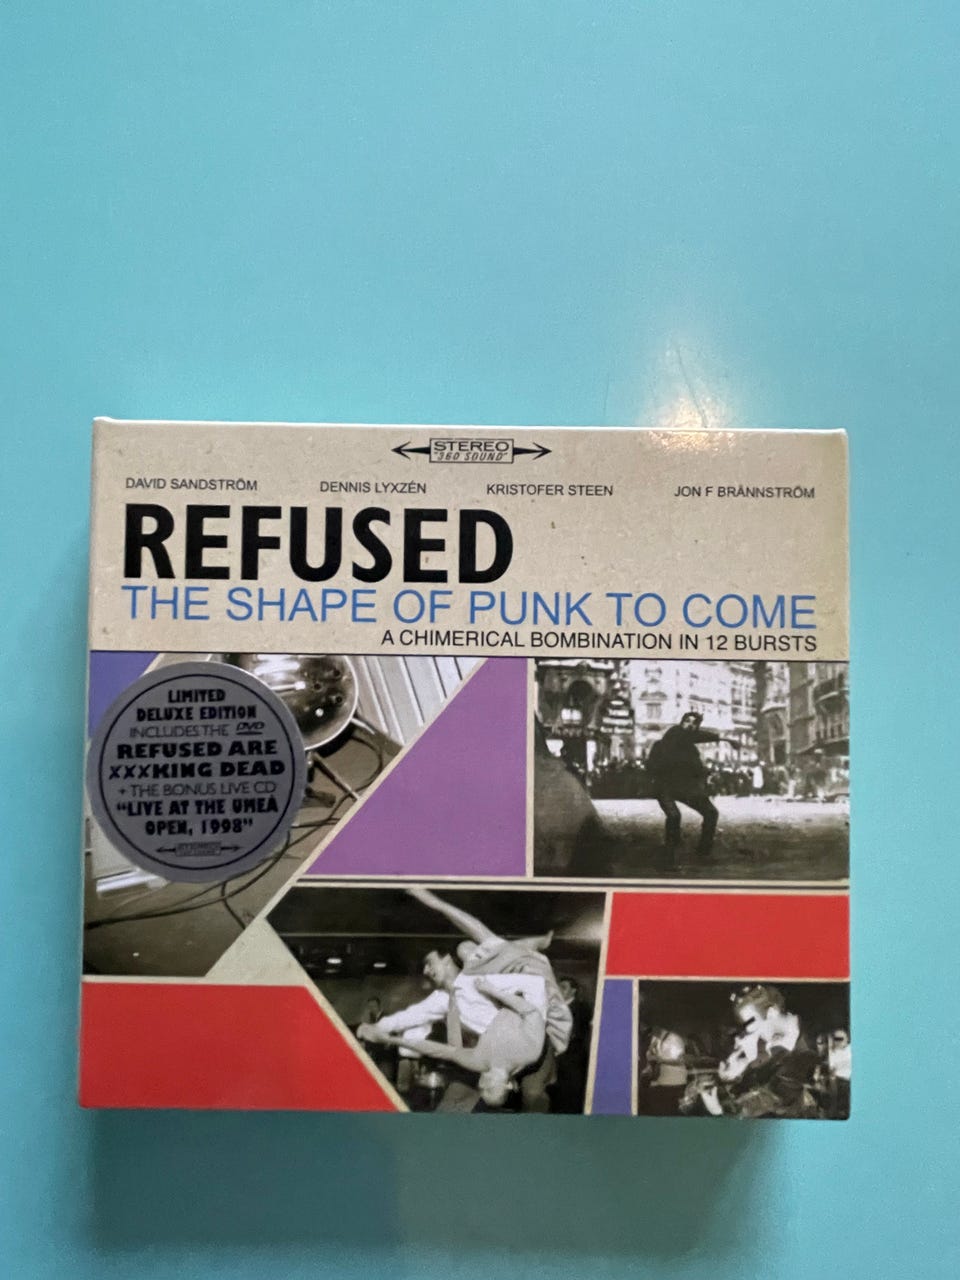 STEREO
"360 SOUND"
DAVID SANDSTRÖM DENNIS LYXZÉN KRISTOFER STEEN JON F BRÄNNSTRÖM
REFUSED
THE SHAPE OF PUNK TO COME
A CHIMERICAL BOMBINATION IN 12 BURSTS
LIMITED
DELUXE EDITION
INCLUDES THE DVD
REFUSED ARE
XXXKING DEAD
+ THE BONUS LIVE CD
"LIVE AT THE UMEÅ
OPEN, 1998"
STEREO